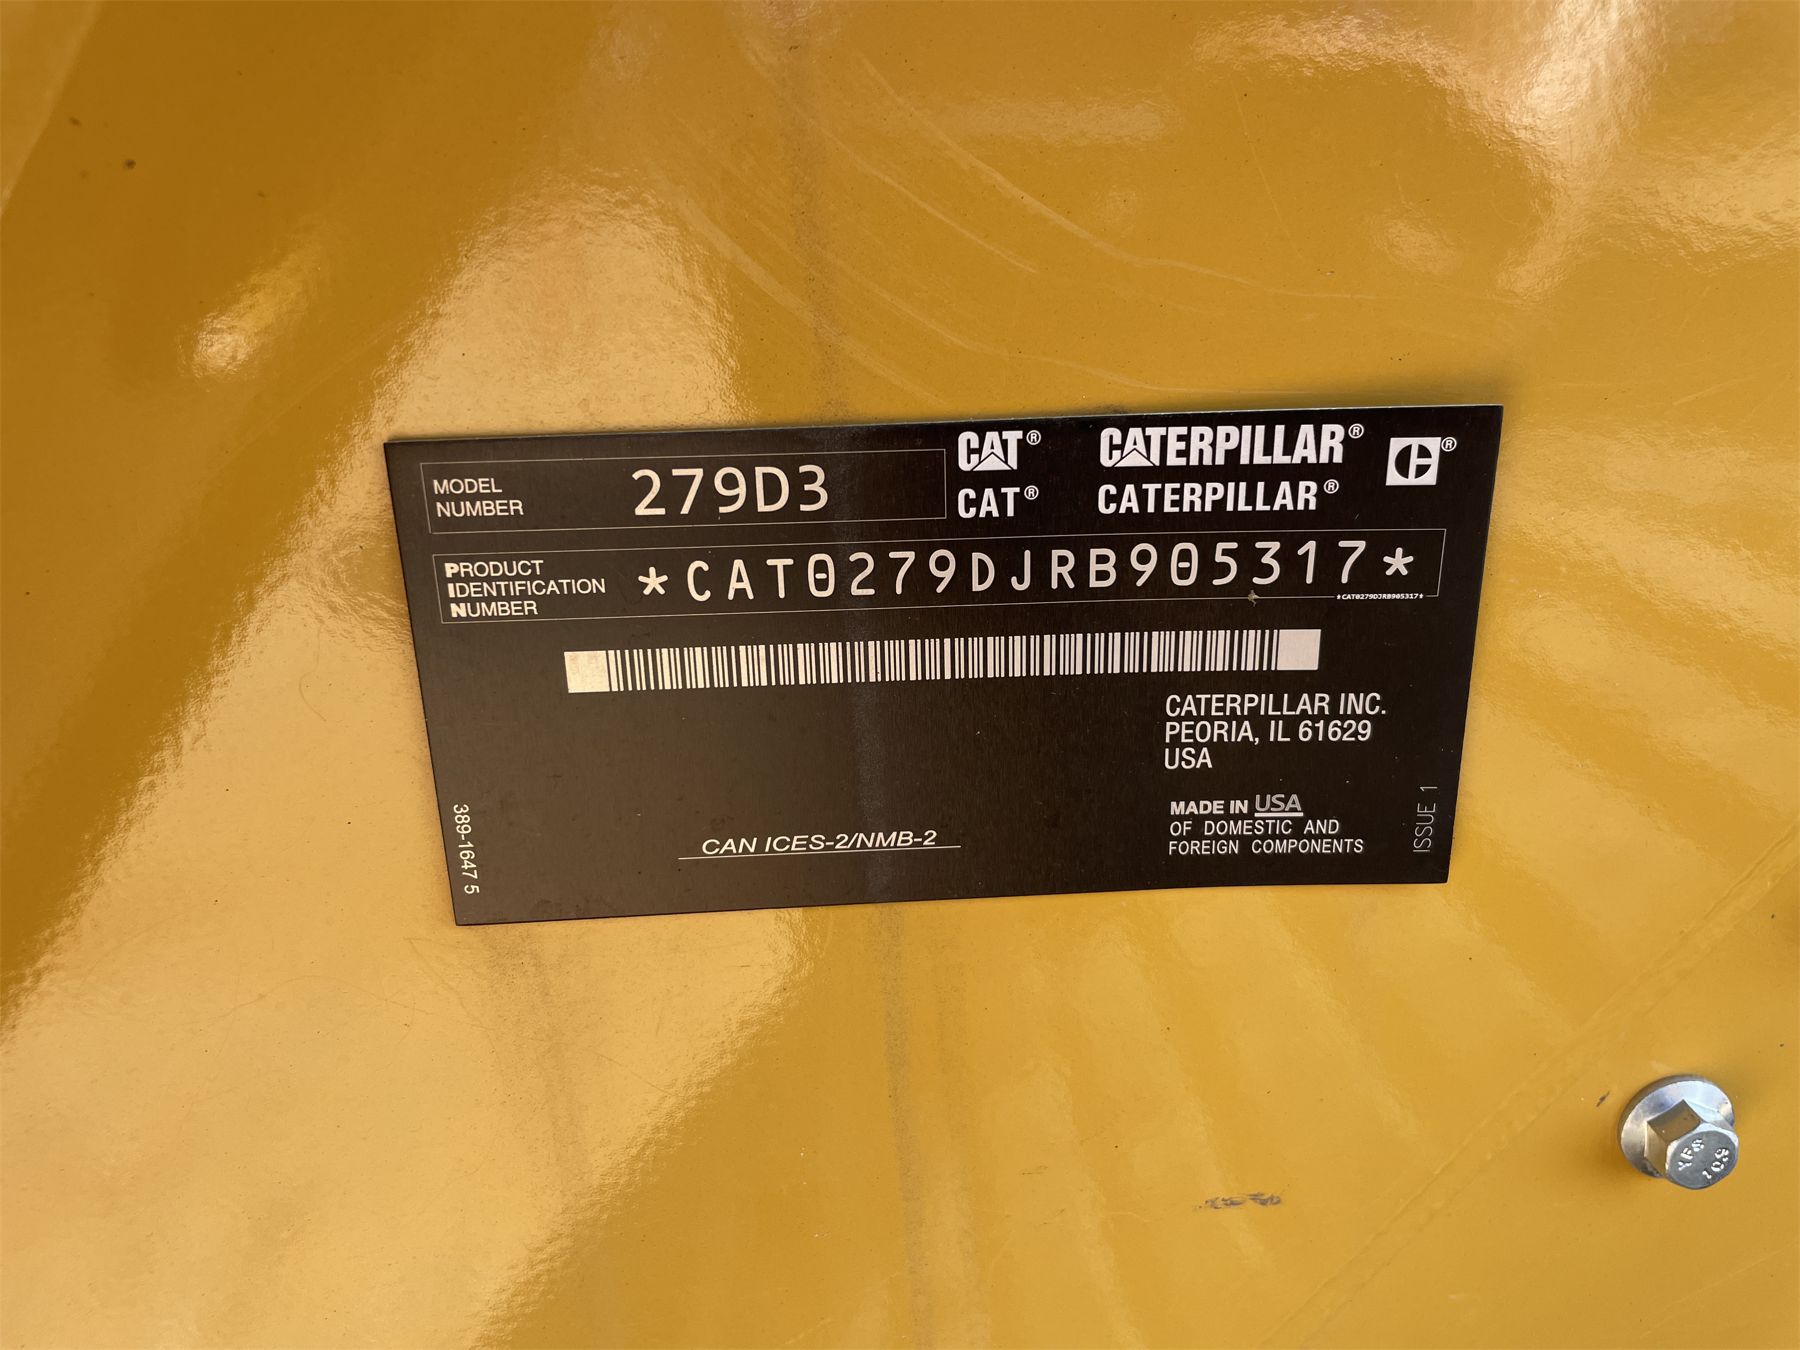 MODEL NUMBER 279D3
CAT® CATERPILLAR® C®
CAT® CATERPILLAR®
PRODUCT IDENTIFICATION NUMBER *CAT0279DJRB905317*
*CAT0279DJRB905317*
CATERPILLAR INC.
PEORIA, IL 61629
USA
MADE IN USA
OF DOMESTIC AND
FOREIGN COMPONENTS
ISSUE 1
CAN ICES-2/NMB-2
389-1647 5